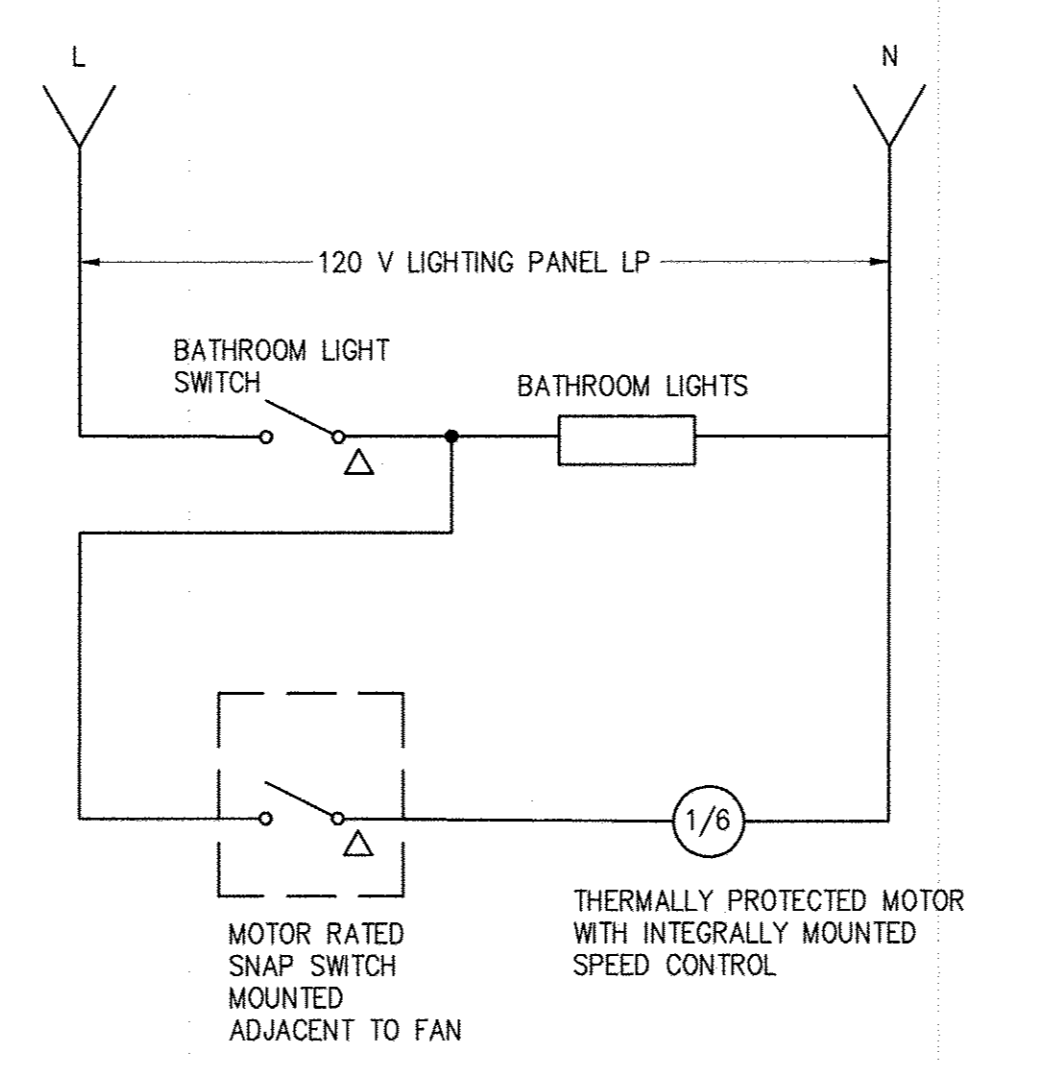 L
N
120 V LIGHTING PANEL LP
BATHROOM LIGHT
SWITCH
BATHROOM LIGHTS
1/6
MOTOR RATED
SNAP SWITCH
MOUNTED
ADJACENT TO FAN
THERMALLY PROTECTED MOTOR
WITH INTEGRALLY MOUNTED
SPEED CONTROL